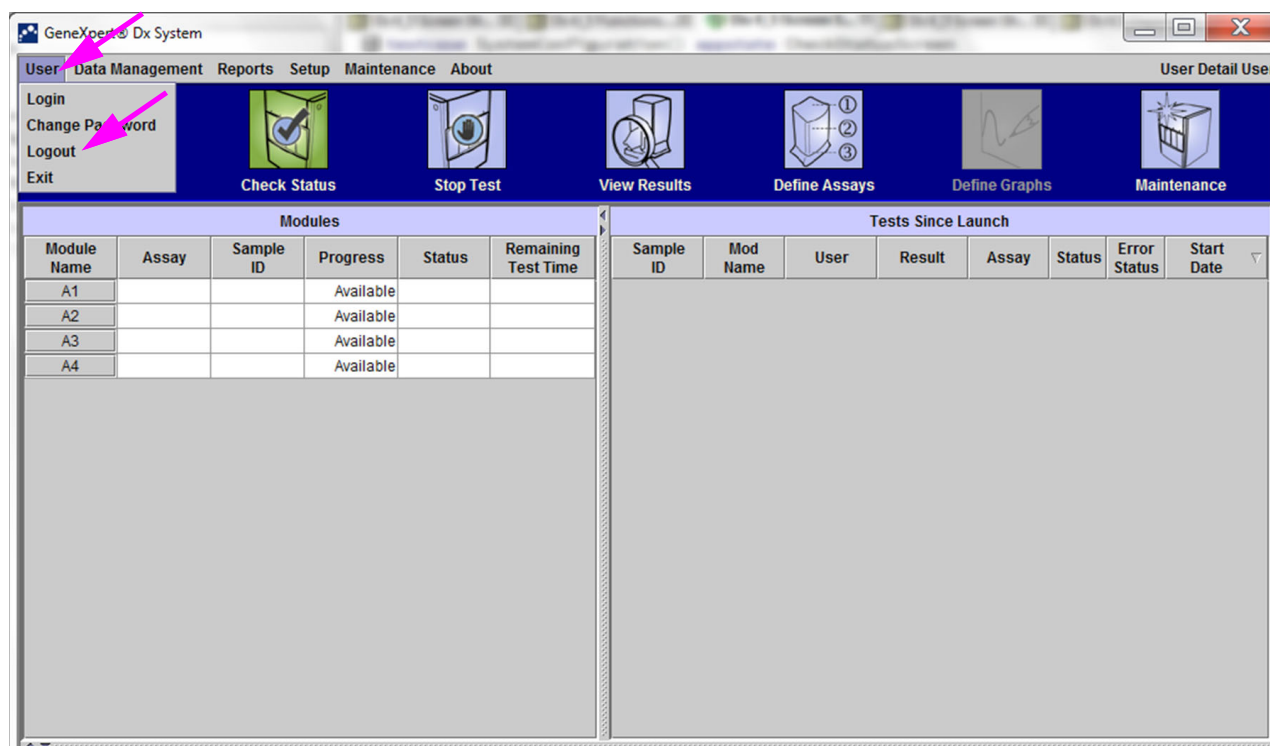 GeneXpert® Dx System
User Data Management Reports Setup Maintenance About
User Detail Use
Login
Change Password
Logout
Exit
Check Status
Stop Test
View Results
①
②
③
Define Assays
Define Graphs
Maintenance
Modules
Module Name Assay Sample ID Progress Status Remaining Test Time
A1 Available
A2 Available
A3 Available
A4 Available
Tests Since Launch
Sample ID Mod Name User Result Assay Status Error Status Start Date